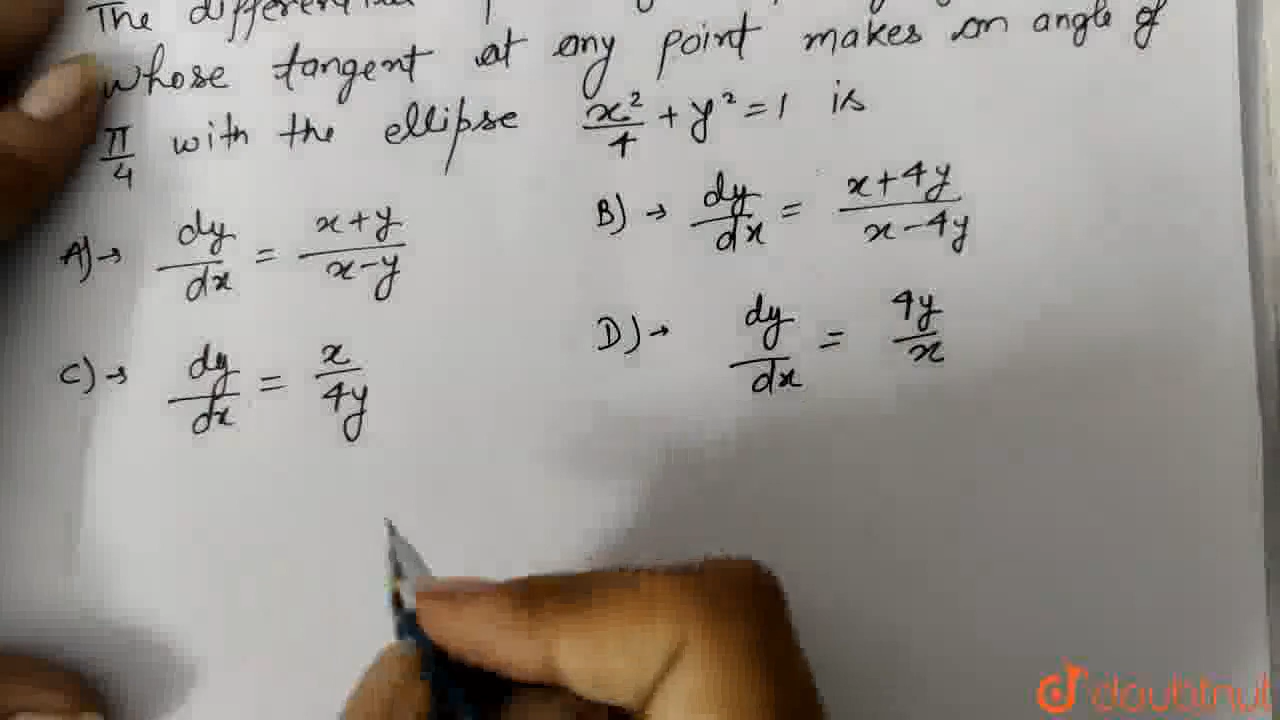 The
whose tangent at any point makes an angle of
π/4 with the ellipse x²/4 + y² = 1 is
A)→ dy/dx = x+y/x-y
B)→ dy/dx = x+4y/x-4y
C)→ dy/dx = x/4y
D)→ dy/dx = 4y/x
doubtnut